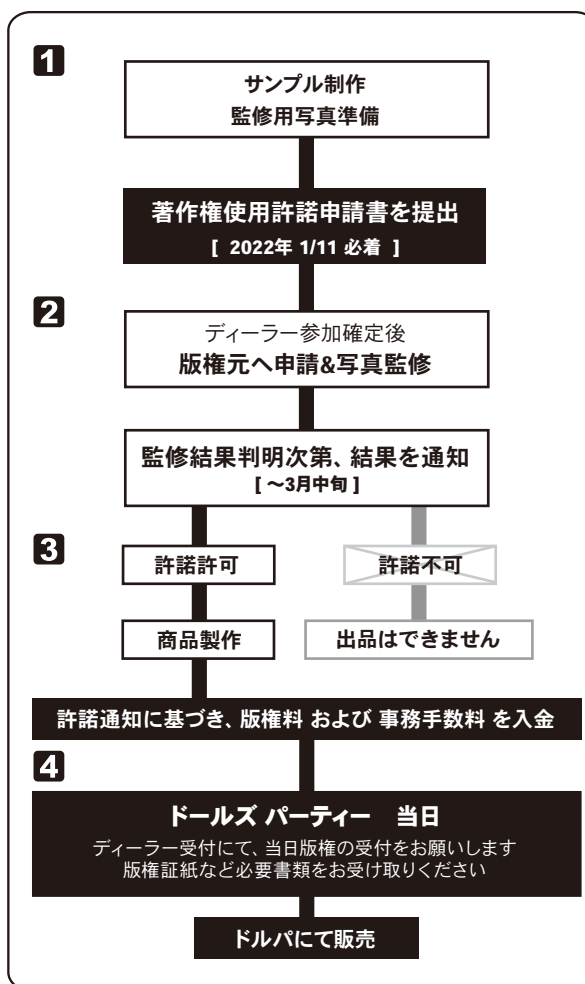 1
サンプル制作
監修用写真準備
著作権使用許諾申請書を提出
[ 2022年 1/11 必着 ]
2
ディーラー参加確定後
版権元へ申請&写真監修
監修結果判明次第、結果を通知
[ ～3月中旬 ]
3
許諾許可
許諾不可
商品製作
出品はできません
許諾通知に基づき、版権料 および 事務手数料 を入金
4
ドールズ パーティー　当日
ディーラー受付にて、当日版権の受付をお願いします
版権証紙など必要書類をお受け取りください
ドルパにて販売